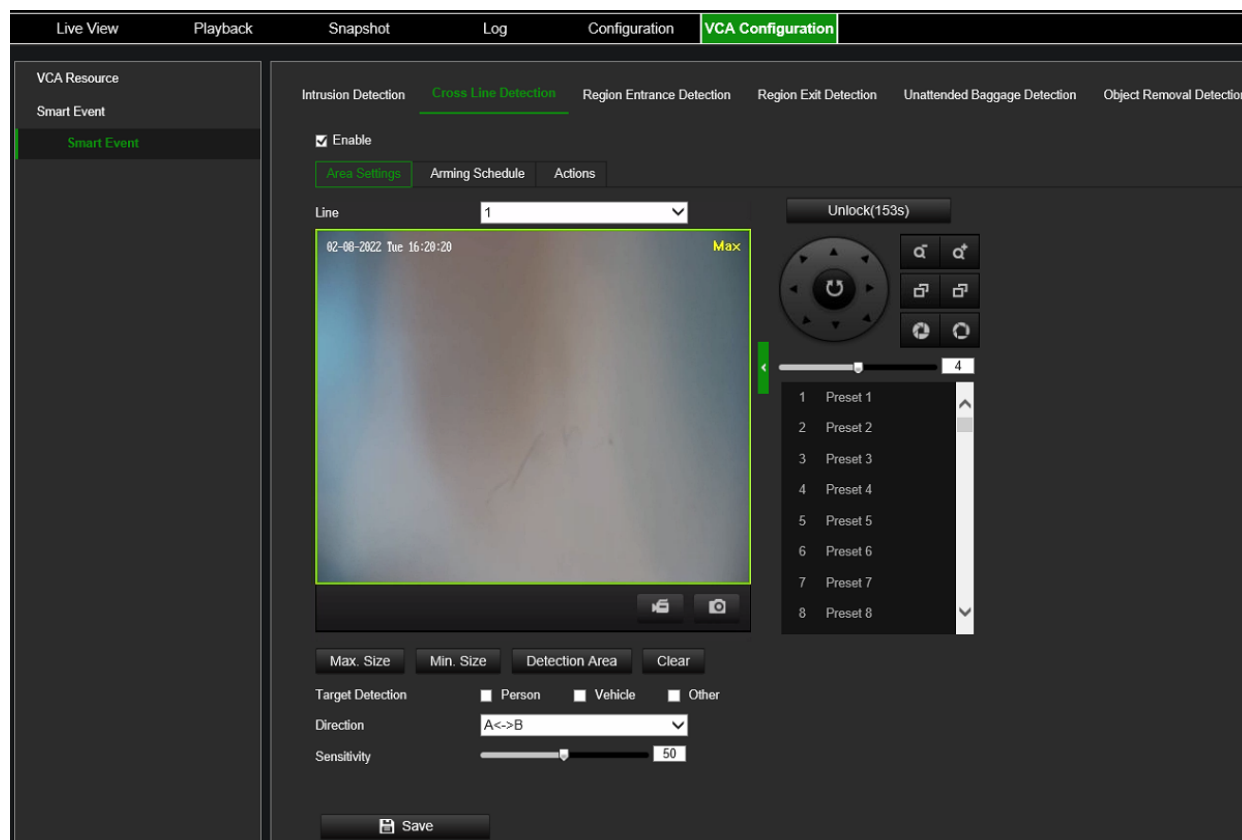 Live View Playback Snapshot Log Configuration VCA Configuration
VCA Resource
Smart Event
Smart Event
Intrusion Detection Cross Line Detection Region Entrance Detection Region Exit Detection Unattended Baggage Detection Object Removal Detection
Enable
Area Settings Arming Schedule Actions
Line 1
Unlock(153s)
02-08-2022 Tue 16:20:20 Max
4
1 Preset 1
2 Preset 2
3 Preset 3
4 Preset 4
5 Preset 5
6 Preset 6
7 Preset 7
8 Preset 8
Max. Size Min. Size Detection Area Clear
Target Detection Person Vehicle Other
Direction A<->B
Sensitivity 50
Save